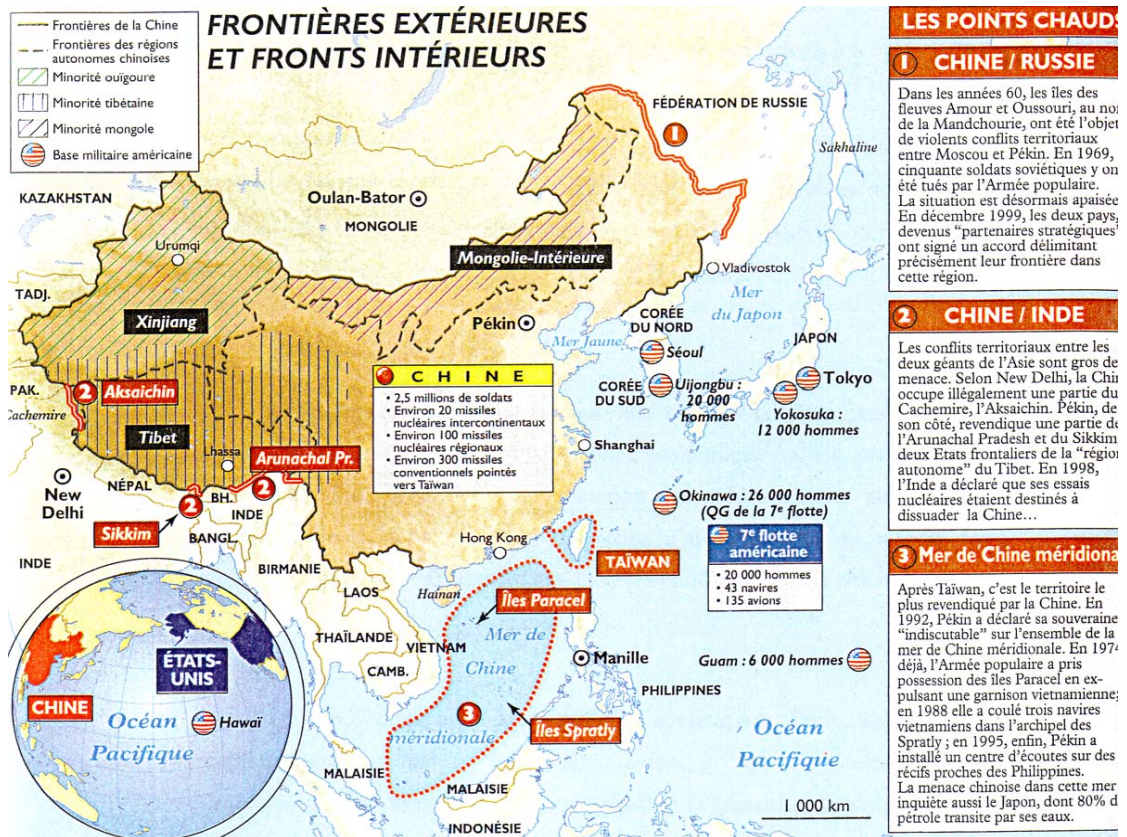 FRONTIÈRES EXTÉRIEURES
ET FRONTS INTÉRIEURS
Frontières de la Chine
Frontières des régions
autonomes chinoises
Minorité ouïgoure
Minorité tibétaine
Minorité mongole
Base militaire américaine
KAZAKHSTAN
Oulan-Bator
MONGOLIE
FÉDÉRATION DE RUSSIE
1
Sakhaline
Urumqi
Mongolie-Intérieure
Vladivostok
TADJ.
Xinjiang
Pékin
Mer
du Japon
CORÉE
DU NORD
JAPON
Mer Jaune
Séoul
PAK.
2
Aksaichin
Cachemire
CORÉE
DU SUD
Uijongbu :
20 000
hommes
Tokyo
Yokosuka :
12 000 hommes
CHINE
• 2,5 millions de soldats
• Environ 20 missiles
nucléaires intercontinentaux
• Environ 100 missiles
nucléaires régionaux
• Environ 300 missiles
conventionnels pointés
vers Taïwan
Tibet
Lhassa
Arunachal Pr.
Shanghai
New
Delhi
NÉPAL
2
BH.
2
INDE
Sikkim
BANGL.
Okinawa : 26 000 hommes
(QG de la 7e flotte)
7e flotte
américaine
• 20 000 hommes
• 43 navires
• 135 avions
Hong Kong
TAÏWAN
INDE
BIRMANIE
LAOS
Hainan
Îles Paracel
THAÏLANDE
VIETNAM
Mer de
Chine
méridionale
CAMB.
Manille
Guam : 6 000 hommes
PHILIPPINES
3
Îles Spratly
Océan
Pacifique
MALAISIE
MALAISIE
INDONÉSIE
1 000 km
ÉTATS-
UNIS
CHINE
Océan
Pacifique
Hawaï
LES POINTS CHAUDS
1 CHINE / RUSSIE
Dans les années 60, les îles des
fleuves Amour et Oussouri, au nor
de la Mandchourie, ont été l'objet
de violents conflits territoriaux
entre Moscou et Pékin. En 1969,
cinquante soldats soviétiques y on
été tués par l'Armée populaire.
La situation est désormais apaisée
En décembre 1999, les deux pays,
devenus "partenaires stratégiques"
ont signé un accord délimitant
précisément leur frontière dans
cette région.
2 CHINE / INDE
Les conflits territoriaux entre les
deux géants de l'Asie sont gros de
menace. Selon New Delhi, la Chin
occupe illégalement une partie du
Cachemire, l'Aksaichin. Pékin, de
son côté, revendique une partie de
l'Arunachal Pradesh et du Sikkim,
deux Etats frontaliers de la "région
autonome" du Tibet. En 1998,
l'Inde a déclaré que ses essais
nucléaires étaient destinés à
dissuader la Chine…
3 Mer de Chine méridiona
Après Taïwan, c'est le territoire le
plus revendiqué par la Chine. En
1992, Pékin a déclaré sa souveraine
"indiscutable" sur l'ensemble de la
mer de Chine méridionale. En 1974
déjà, l'Armée populaire a pris
possession des îles Paracel en ex-
pulsant une garnison vietnamienne;
en 1988 elle a coulé trois navires
vietnamiens dans l'archipel des
Spratly ; en 1995, enfin, Pékin a
installé un centre d'écoutes sur des
récifs proches des Philippines.
La menace chinoise dans cette mer
inquiète aussi le Japon, dont 80% d
pétrole transite par ses eaux.